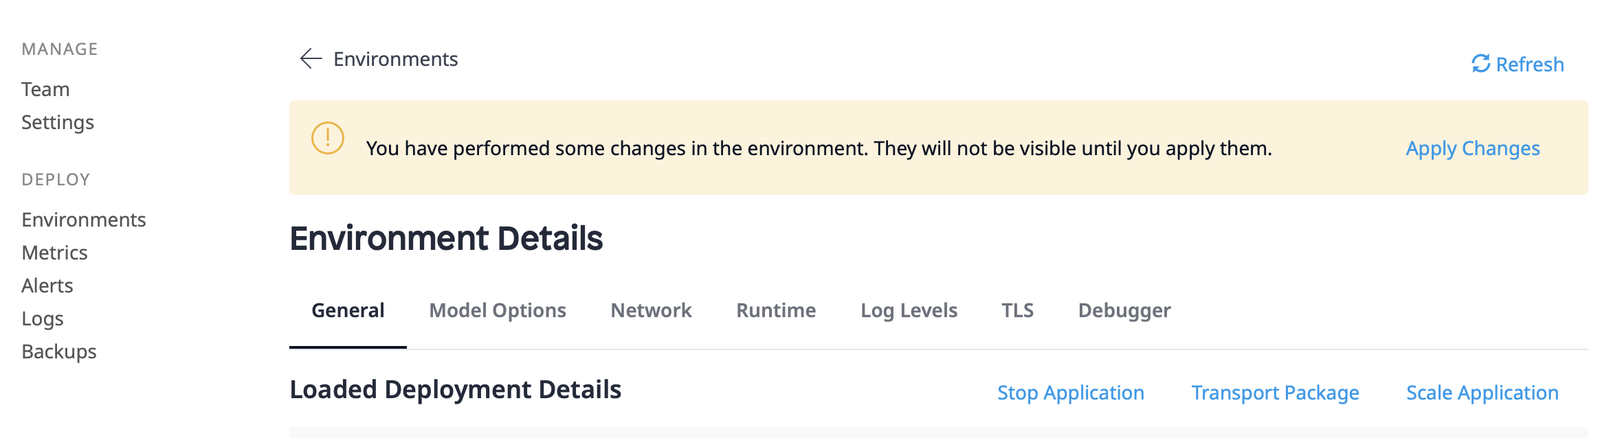 MANAGE
Team
Settings
DEPLOY
Environments
Metrics
Alerts
Logs
Backups
Environments
Refresh
You have performed some changes in the environment. They will not be visible until you apply them.
Apply Changes
Environment Details
General Model Options Network Runtime Log Levels TLS Debugger
Loaded Deployment Details
Stop Application Transport Package Scale Application